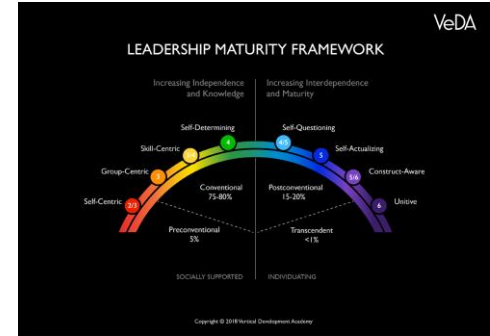 VeDA
LEADERSHIP MATURITY FRAMEWORK
Increasing Independence
and Knowledge
Increasing Interdependence
and Maturity
Self-Determining
4
4/5
Self-Questioning
Skill-Centric
3/4
5
Self-Actualizing
Group-Centric
3
5/6
Construct-Aware
Self-Centric
2/3
6
Unitive
Conventional
75-80%
Postconventional
15-20%
Preconventional
5%
Transcendent
<1%
SOCIALLY SUPPORTED
INDIVIDUATING
Copyright © 2018 Vertical Development Academy